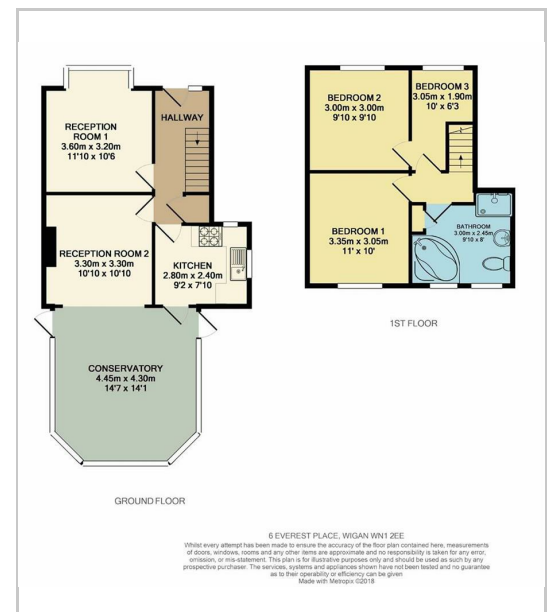 RECEPTION
ROOM 1
3.60m x 3.20m
11'10 x 10'6
HALLWAY
RECEPTION ROOM 2
3.30m x 3.30m
10'10 x 10'10
KITCHEN
2.80m x 2.40m
9'2 x 7'10
CONSERVATORY
4.45m x 4.30m
14'7 x 14'1
GROUND FLOOR
BEDROOM 2
3.00m x 3.00m
9'10 x 9'10
BEDROOM 3
3.05m x 1.90m
10' x 6'3
BEDROOM 1
3.35m x 3.05m
11' x 10'
BATHROOM
3.00m x 2.45m
9'10 x 8'
1ST FLOOR
6 EVEREST PLACE, WIGAN WN1 2EE
Whilst every attempt has been made to ensure the accuracy of the floor plan contained here, measurements
of doors, windows, rooms and any other items are approximate and no responsibility is taken for any error,
omission, or mis-statement. This plan is for illustrative purposes only and should be used as such by any
prospective purchaser. The services, systems and appliances shown have not been tested and no guarantee
as to their operability or efficiency can be given
Made with Metropix ©2018